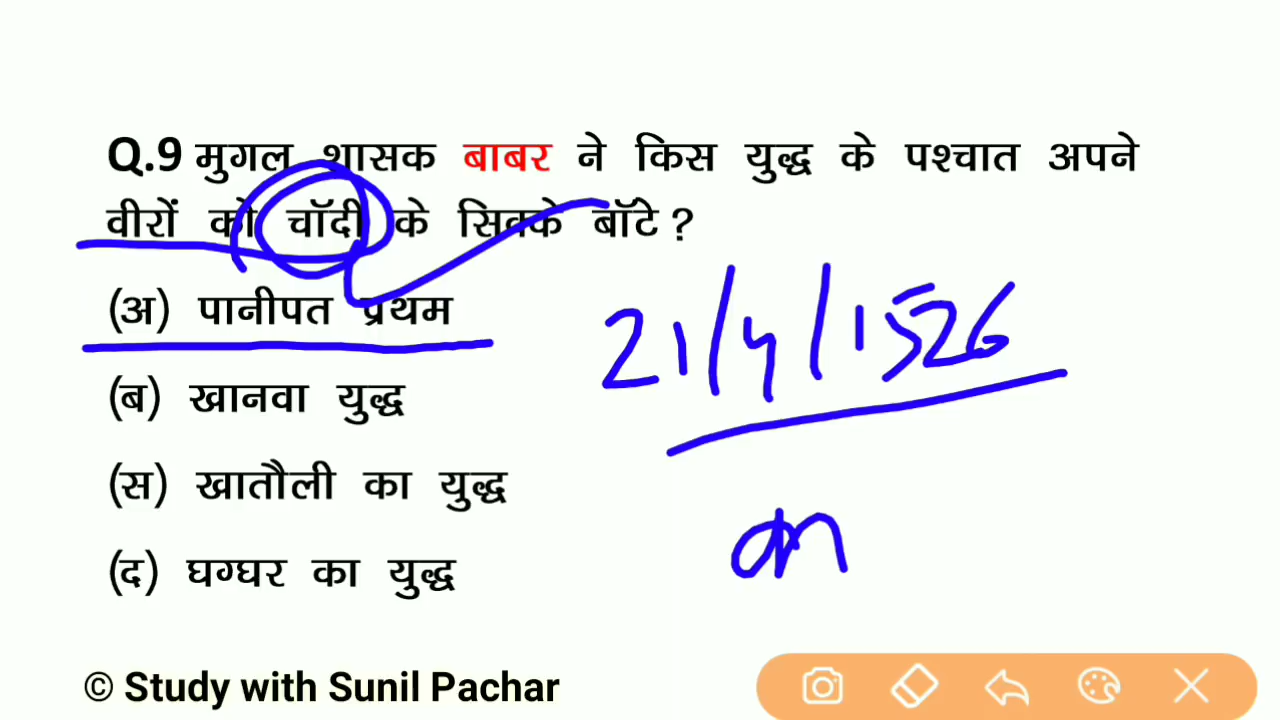 Q.9 मुगल शासक बाबर ने किस युद्ध के पश्चात अपने
वीरों को चॉदी के सिक्के बॉटे ?
(अ) पानीपत प्रथम
21/4/1526
(ब) खानवा युद्ध
(स) खातौली का युद्ध
(द) घग्घर का युद्ध
© Study with Sunil Pachar